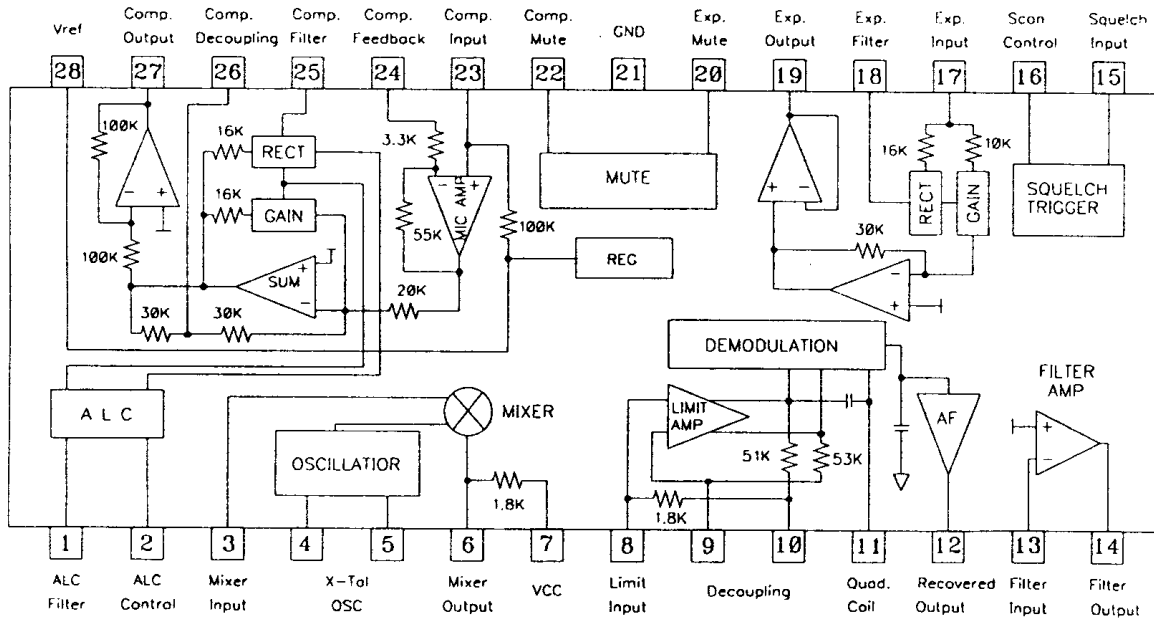 Vref
Comp. Output
Comp. Decoupling
Comp. Filter
Comp. Feedback
Comp. Input
Comp. Mute
GND
Exp. Mute
Exp. Output
Exp. Filter
Exp. Input
Scan Control
Squelch Input
28 27 26 25 24 23 22 21 20 19 18 17 16 15
100K
16K
RECT
3.3K
16K
GAIN
- +
- +
MIC AMP
55K
100K
MUTE
+ -
16K
10K
RECT
GAIN
SQUELCH TRIGGER
100K
SUM
+
-
REG
30K
-
+
30K
30K
20K
DEMODULATION
ALC
MIXER
OSCILLATIOR
1.8K
LIMIT AMP
51K
53K
1.8K
AF
FILTER AMP
+
-
1 2 3 4 5 6 7 8 9 10 11 12 13 14
ALC Filter
ALC Control
Mixer Input
X-Tal OSC
Mixer Output
VCC
Limit Input
Decoupling
Quad. Coil
Recovered Output
Filter Input
Filter Output